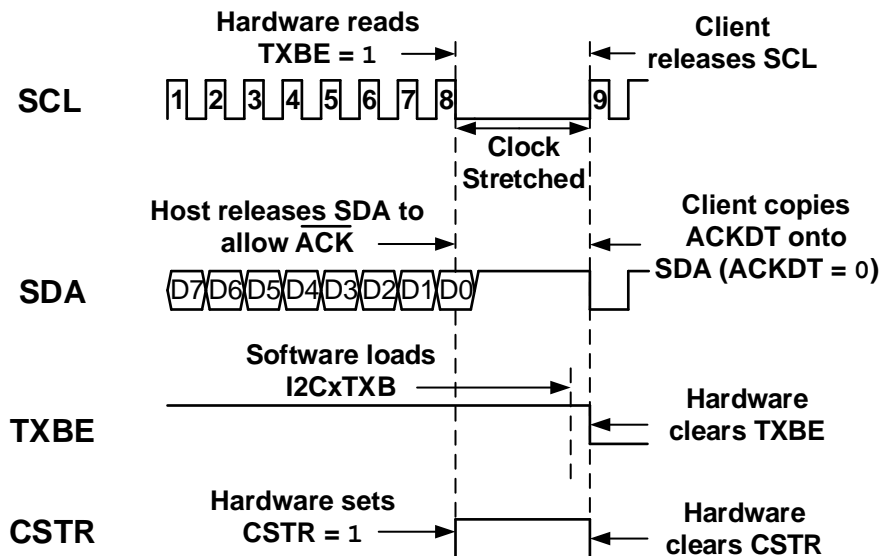 Hardware reads
TXBE = 1
Client
releases SCL
SCL
1 2 3 4 5 6 7 8 9
Clock
Stretched
Host releases SDA to
allow ACK
Client copies
ACKDT onto
SDA (ACKDT = 0)
SDA
D7 D6 D5 D4 D3 D2 D1 D0
Software loads
I2CxTXB
TXBE
Hardware
clears TXBE
Hardware sets
CSTR = 1
CSTR
Hardware
clears CSTR